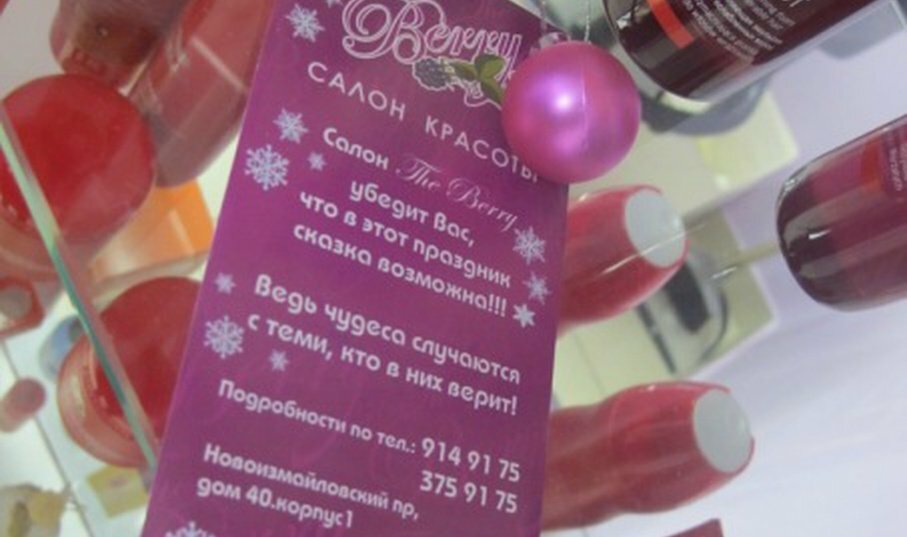 Berry
САЛОН КРАСОТЫ
Салон The Berry
убедит Вас,
что в этот праздник
сказка возможна!!!
Ведь чудеса случаются
с теми, кто в них верит!
Подробности по тел.: 914 91 75
375 91 75
Новоизмайловский пр,
дом 40.корпус1